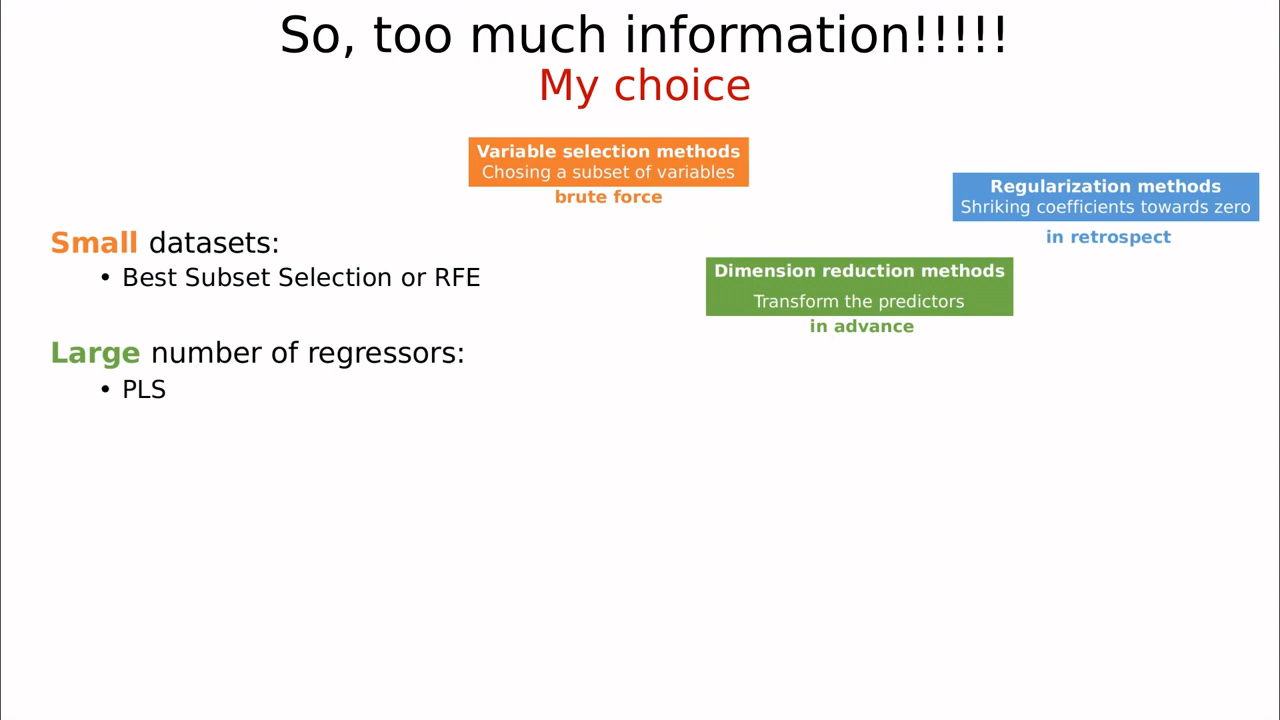 So, too much information!!!!!
My choice
Variable selection methods
Chosing a subset of variables
brute force
Regularization methods
Shriking coefficients towards zero
in retrospect
Dimension reduction methods
Transform the predictors
in advance
Small datasets:
• Best Subset Selection or RFE
Large number of regressors:
• PLS